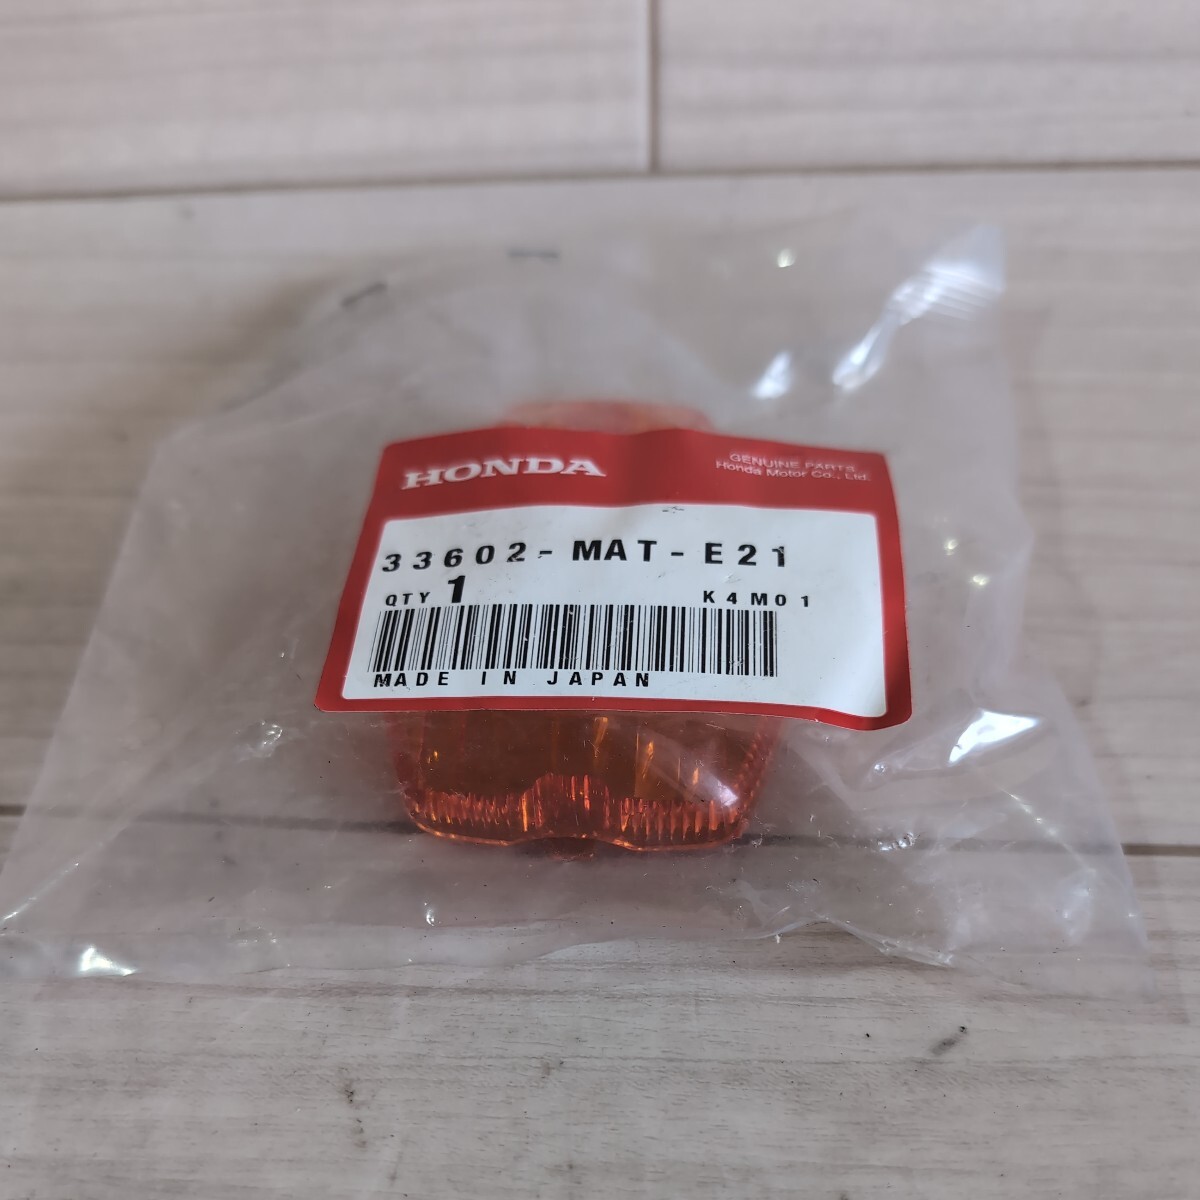 HONDA
GENUINE PARTS
Honda Motor Co., Ltd.
33602-MAT-E21
QTY 1 K4M01
MADE IN JAPAN